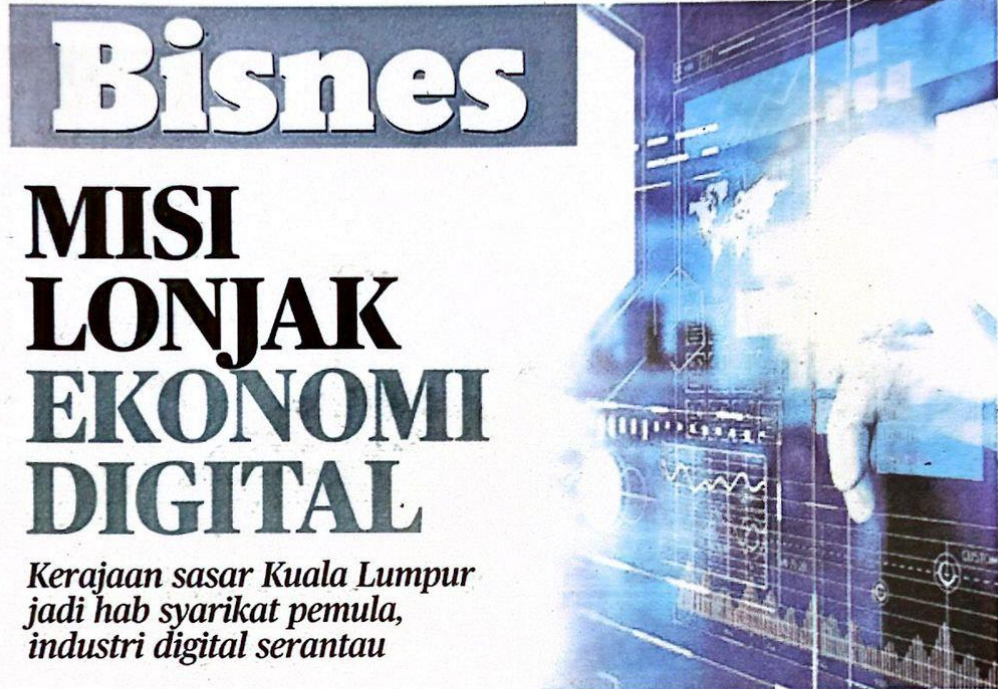 Bisnes
MISI
LONJAK
EKONOMI
DIGITAL
Kerajaan sasar Kuala Lumpur
jadi hab syarikat pemula,
industri digital serantau